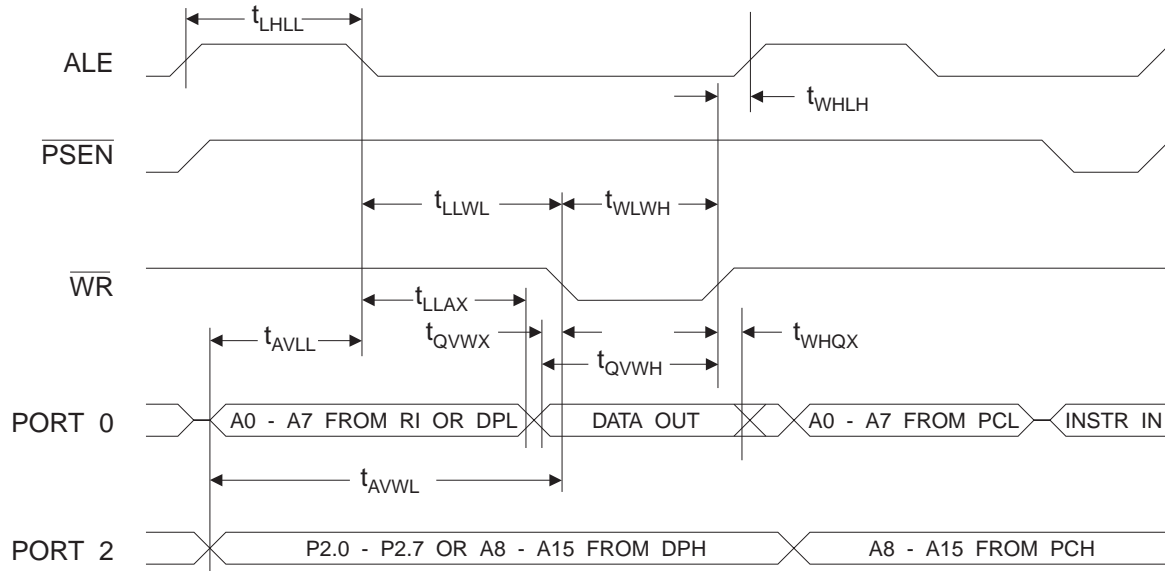 tLHLL
ALE
tWHLH
PSEN
tLLWL
tWLWH
WR
tLLAX
tAVLL
tQVWX
tWHQX
tQVWH
PORT 0
A0 - A7 FROM RI OR DPL
DATA OUT
A0 - A7 FROM PCL
INSTR IN
tAVWL
PORT 2
P2.0 - P2.7 OR A8 - A15 FROM DPH
A8 - A15 FROM PCH